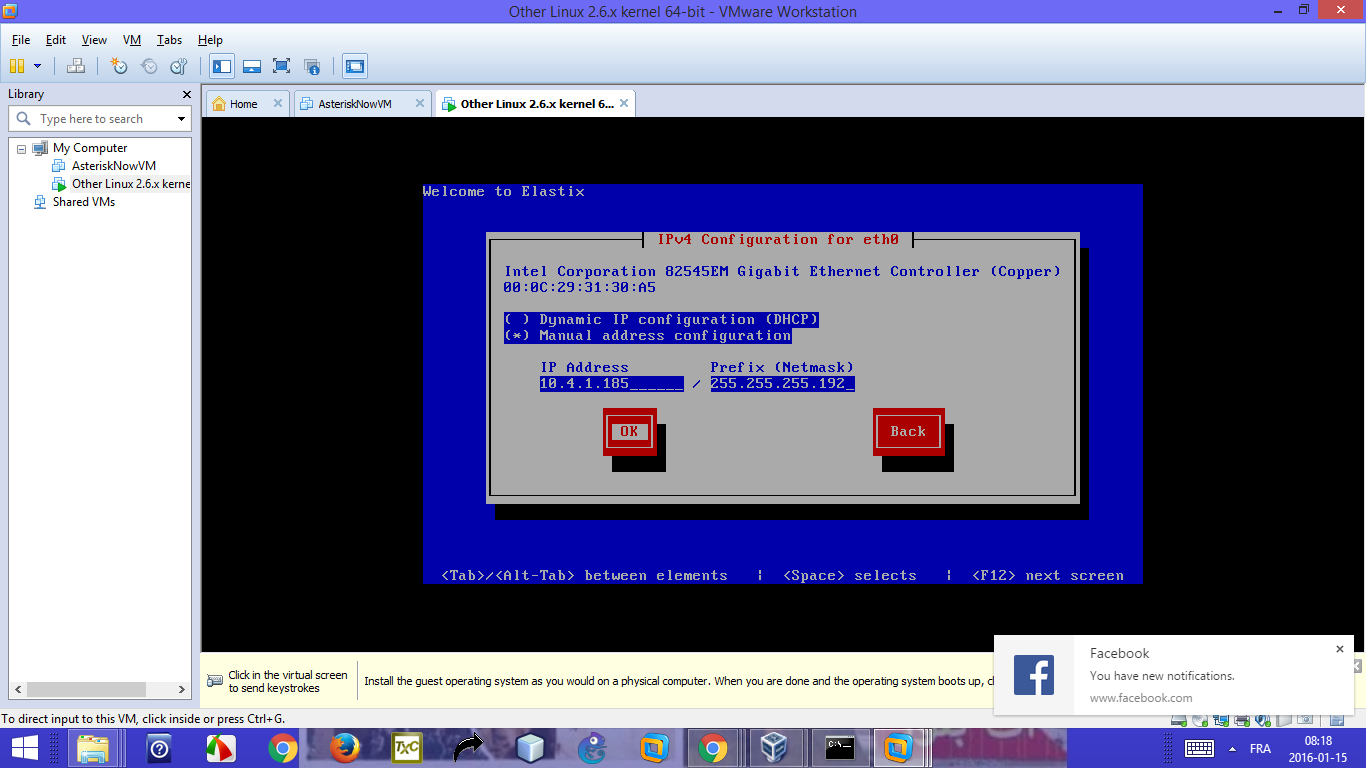 Other Linux 2.6.x kernel 64-bit - VMware Workstation
File Edit View VM Tabs Help
Library
Type here to search
My Computer
AsteriskNowVM
Other Linux 2.6.x kerne
Shared VMs
Home
AsteriskNowVM
Other Linux 2.6.x kernel 6...
Welcome to Elastix
IPv4 Configuration for eth0
Intel Corporation 82545EM Gigabit Ethernet Controller (Copper)
00:0C:29:31:30:A5
( ) Dynamic IP configuration (DHCP)
(*) Manual address configuration
IP Address Prefix (Netmask)
10.4.1.185______ / 255.255.255.192_
OK Back
<Tab>/<Alt-Tab> between elements | <Space> selects | <F12> next screen
Click in the virtual screen
to send keystrokes
Install the guest operating system as you would on a physical computer. When you are done and the operating system boots up, cl
Facebook
You have new notifications.
www.facebook.com
To direct input to this VM, click inside or press Ctrl+G.
TXC
C:\
FRA
08:18
2016-01-15